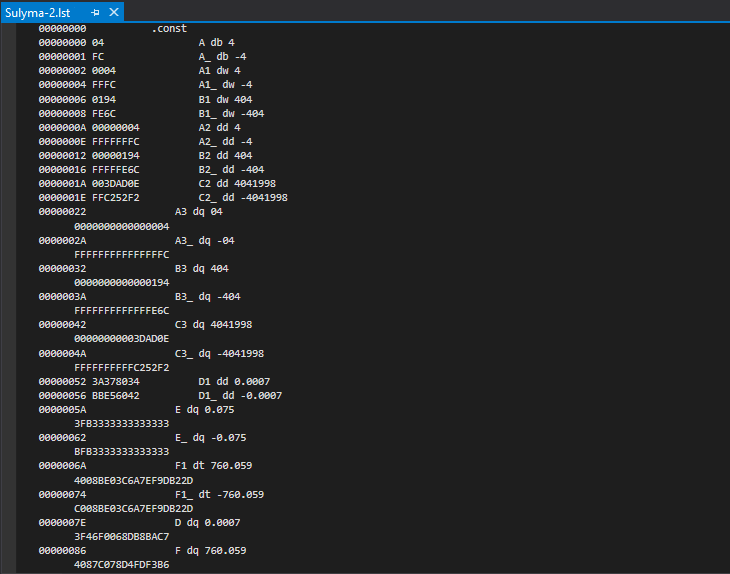 Sulyma-2.lst
00000000 .const
00000000 04 A db 4
00000001 FC A_ db -4
00000002 0004 A1 dw 4
00000004 FFFC A1_ dw -4
00000006 0194 B1 dw 404
00000008 FE6C B1_ dw -404
0000000A 00000004 A2 dd 4
0000000E FFFFFFFC A2_ dd -4
00000012 00000194 B2 dd 404
00000016 FFFFFE6C B2_ dd -404
0000001A 003DAD0E C2 dd 4041998
0000001E FFC252F2 C2_ dd -4041998
00000022 A3 dq 04
0000000000000004
0000002A A3_ dq -04
FFFFFFFFFFFFFFFC
00000032 B3 dq 404
0000000000000194
0000003A B3_ dq -404
FFFFFFFFFFFFFE6C
00000042 C3 dq 4041998
00000000003DAD0E
0000004A C3_ dq -4041998
FFFFFFFFFFC252F2
00000052 3A378034 D1 dd 0.0007
00000056 BBE56042 D1_ dd -0.0007
0000005A E dq 0.075
3FB3333333333333
00000062 E_ dq -0.075
BFB3333333333333
0000006A F1 dt 760.059
4008BE03C6A7EF9DB22D
00000074 F1_ dt -760.059
C008BE03C6A7EF9DB22D
0000007E D dq 0.0007
3F46F0068DB8BAC7
00000086 F dq 760.059
4087C078D4FDF3B6